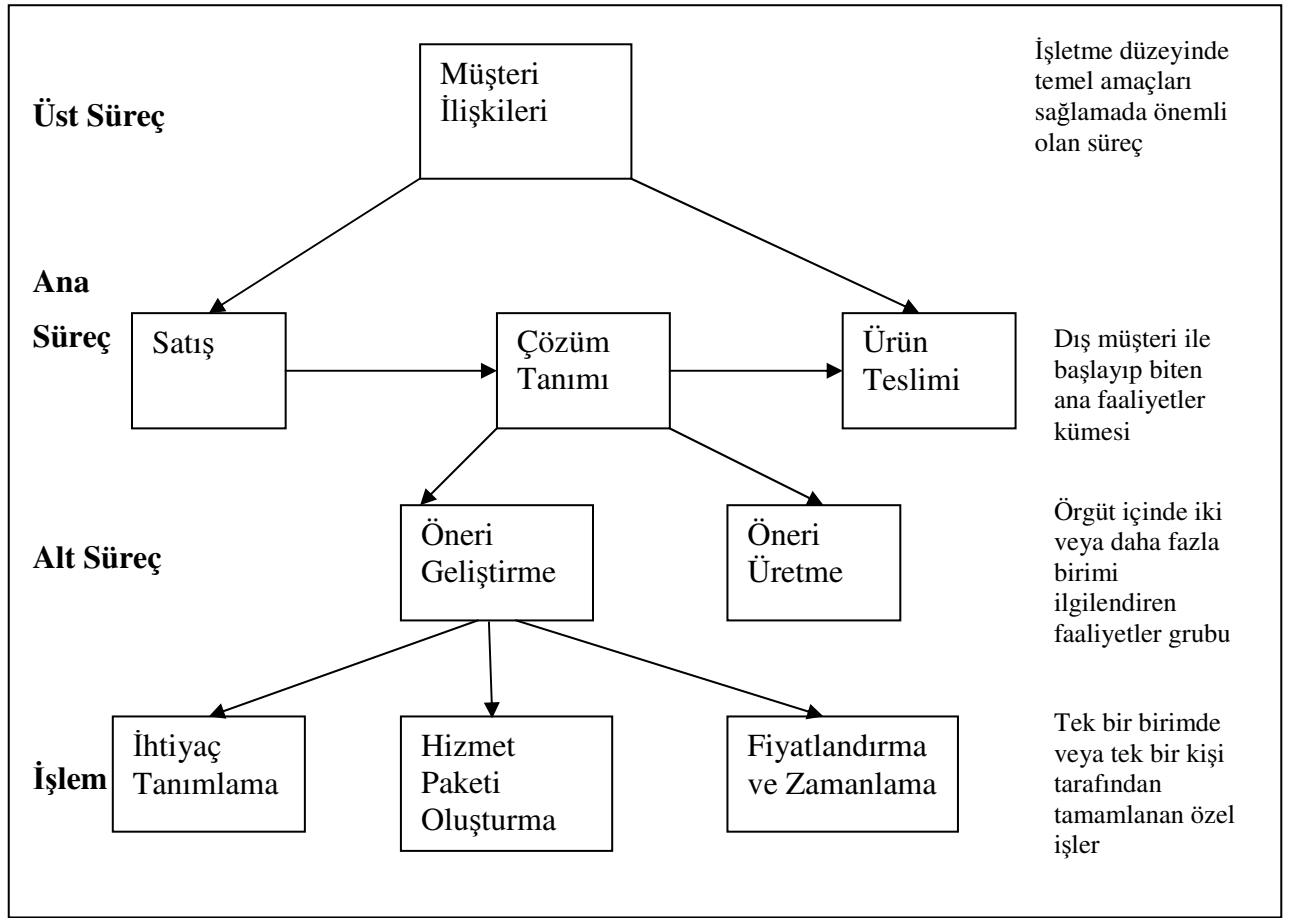 Müşteri
İlişkileri
İşletme düzeyinde
temel amaçları
sağlamada önemli
olan süreç
Üst Süreç
Ana
Süreç
Satış
Çözüm
Tanımı
Ürün
Teslimi
Dış müşteri ile
başlayıp biten
ana faaliyetler
kümesi
Alt Süreç
Öneri
Geliştirme
Öneri
Üretme
Örgüt içinde iki
veya daha fazla
birimi
ilgilendiren
faaliyetler grubu
İşlem
İhtiyaç
Tanımlama
Hizmet
Paketi
Oluşturma
Fiyatlandırma
ve Zamanlama
Tek bir birimde
veya tek bir kişi
tarafından
tamamlanan özel
işler